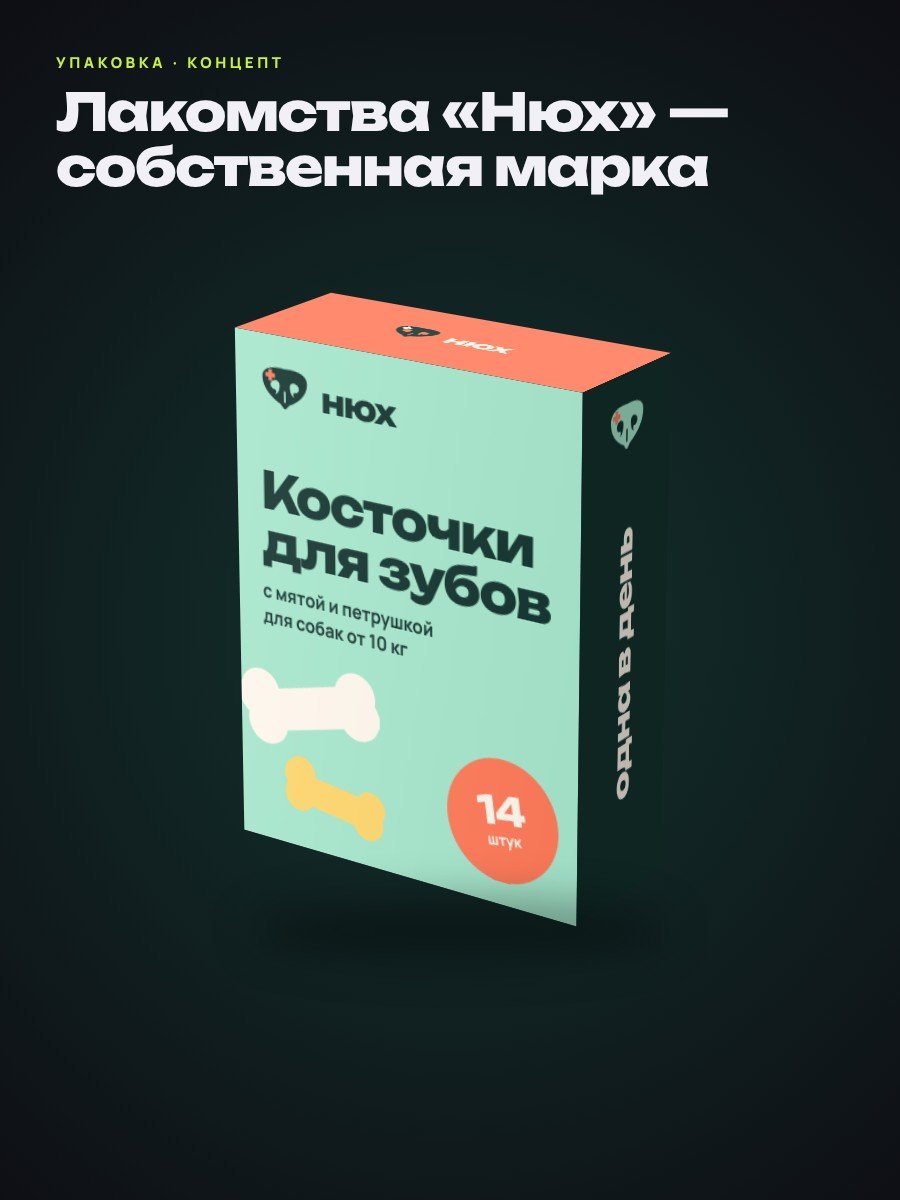 УПАКОВКА · КОНЦЕПТ
Лакомства «Нюх» —
собственная марка
НЮХ
НЮХ
Косточки
для зубов
с мятой и петрушкой
для собак от 10 кг
14
штук
одна в день